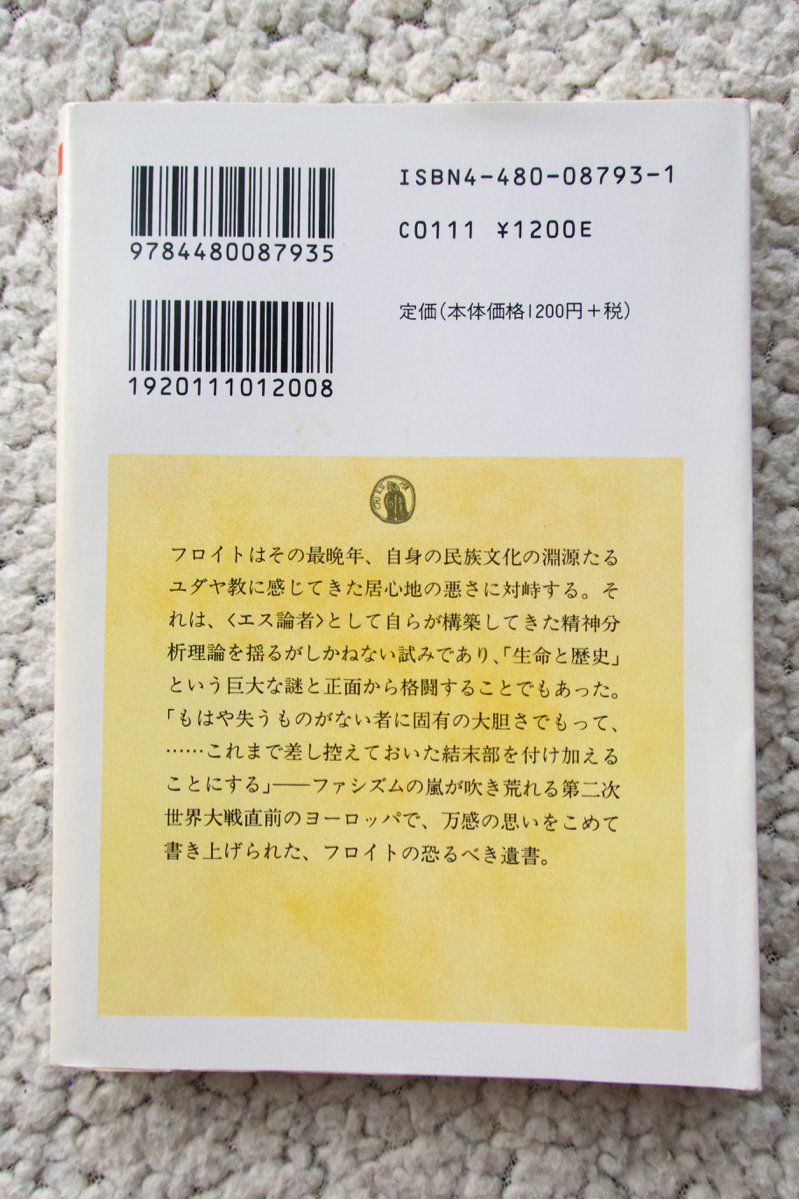 ISBN4-480-08793-1
9784480087935
C0111 ¥1200E
定価(本体価格1200円+税)
1920111012008
CHIKUMA
フロイトはその最晩年、自身の民族文化の淵源たる
ユダヤ教に感じてきた居心地の悪さに対峙する。そ
れは、〈エス論者〉として自らが構築してきた精神分
析理論を揺るがしかねない試みであり、「生命と歴史」
という巨大な謎と正面から格闘することでもあった。
「もはや失うものがない者に固有の大胆さでもって、
……これまで差し控えておいた結末部を付け加える
ことにする」――ファシズムの嵐が吹き荒れる第二次
世界大戦直前のヨーロッパで、万感の思いをこめて
書き上げられた、フロイトの恐るべき遺書。